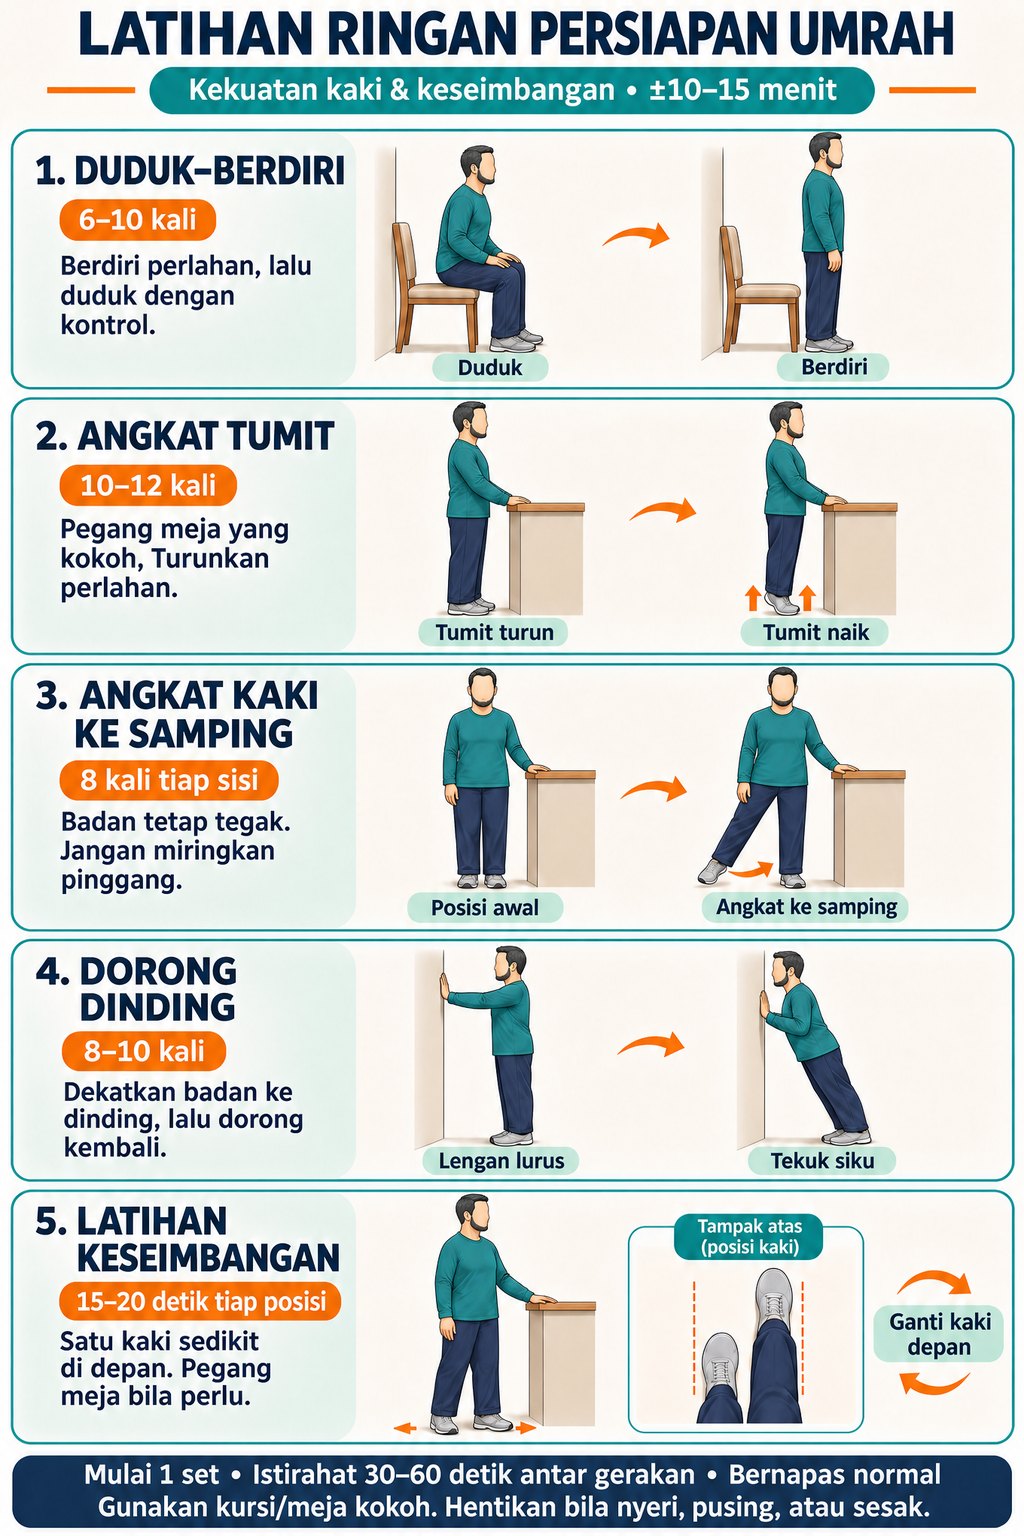 LATIHAN RINGAN PERSIAPAN UMRAH
Kekuatan kaki & keseimbangan • ±10–15 menit
1. DUDUK–BERDIRI
6–10 kali
Berdiri perlahan, lalu
duduk dengan
kontrol.
Duduk
Berdiri
2. ANGKAT TUMIT
10–12 kali
Pegang meja yang
kokoh, Turunkan
perlahan.
Tumit turun
Tumit naik
3. ANGKAT KAKI
KE SAMPING
8 kali tiap sisi
Badan tetap tegak.
Jangan miringkan
pinggang.
Posisi awal
Angkat ke samping
4. DORONG
DINDING
8–10 kali
Dekatkan badan ke
dinding, lalu dorong
kembali.
Lengan lurus
Tekuk siku
5. LATIHAN
KESEIMBANGAN
15–20 detik tiap posisi
Satu kaki sedikit
di depan. Pegang
meja bila perlu.
Tampak atas
(posisi kaki)
Ganti kaki
depan
Mulai 1 set • Istirahat 30–60 detik antar gerakan • Bernapas normal
Gunakan kursi/meja kokoh. Hentikan bila nyeri, pusing, atau sesak.